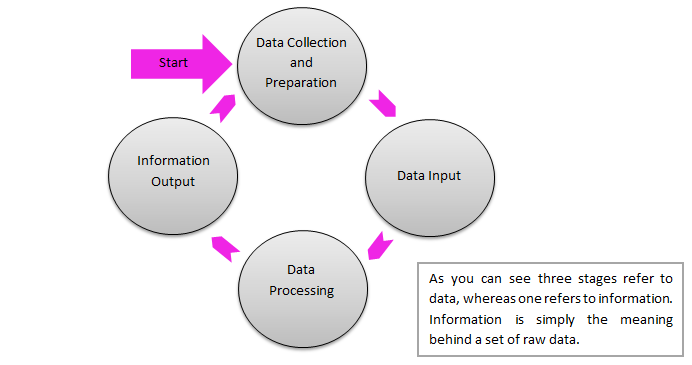 Start
Data Collection
and
Preparation
Information
Output
Data Input
Data
Processing
As you can see three stages refer to
data, whereas one refers to information.
Information is simply the meaning
behind a set of raw data.